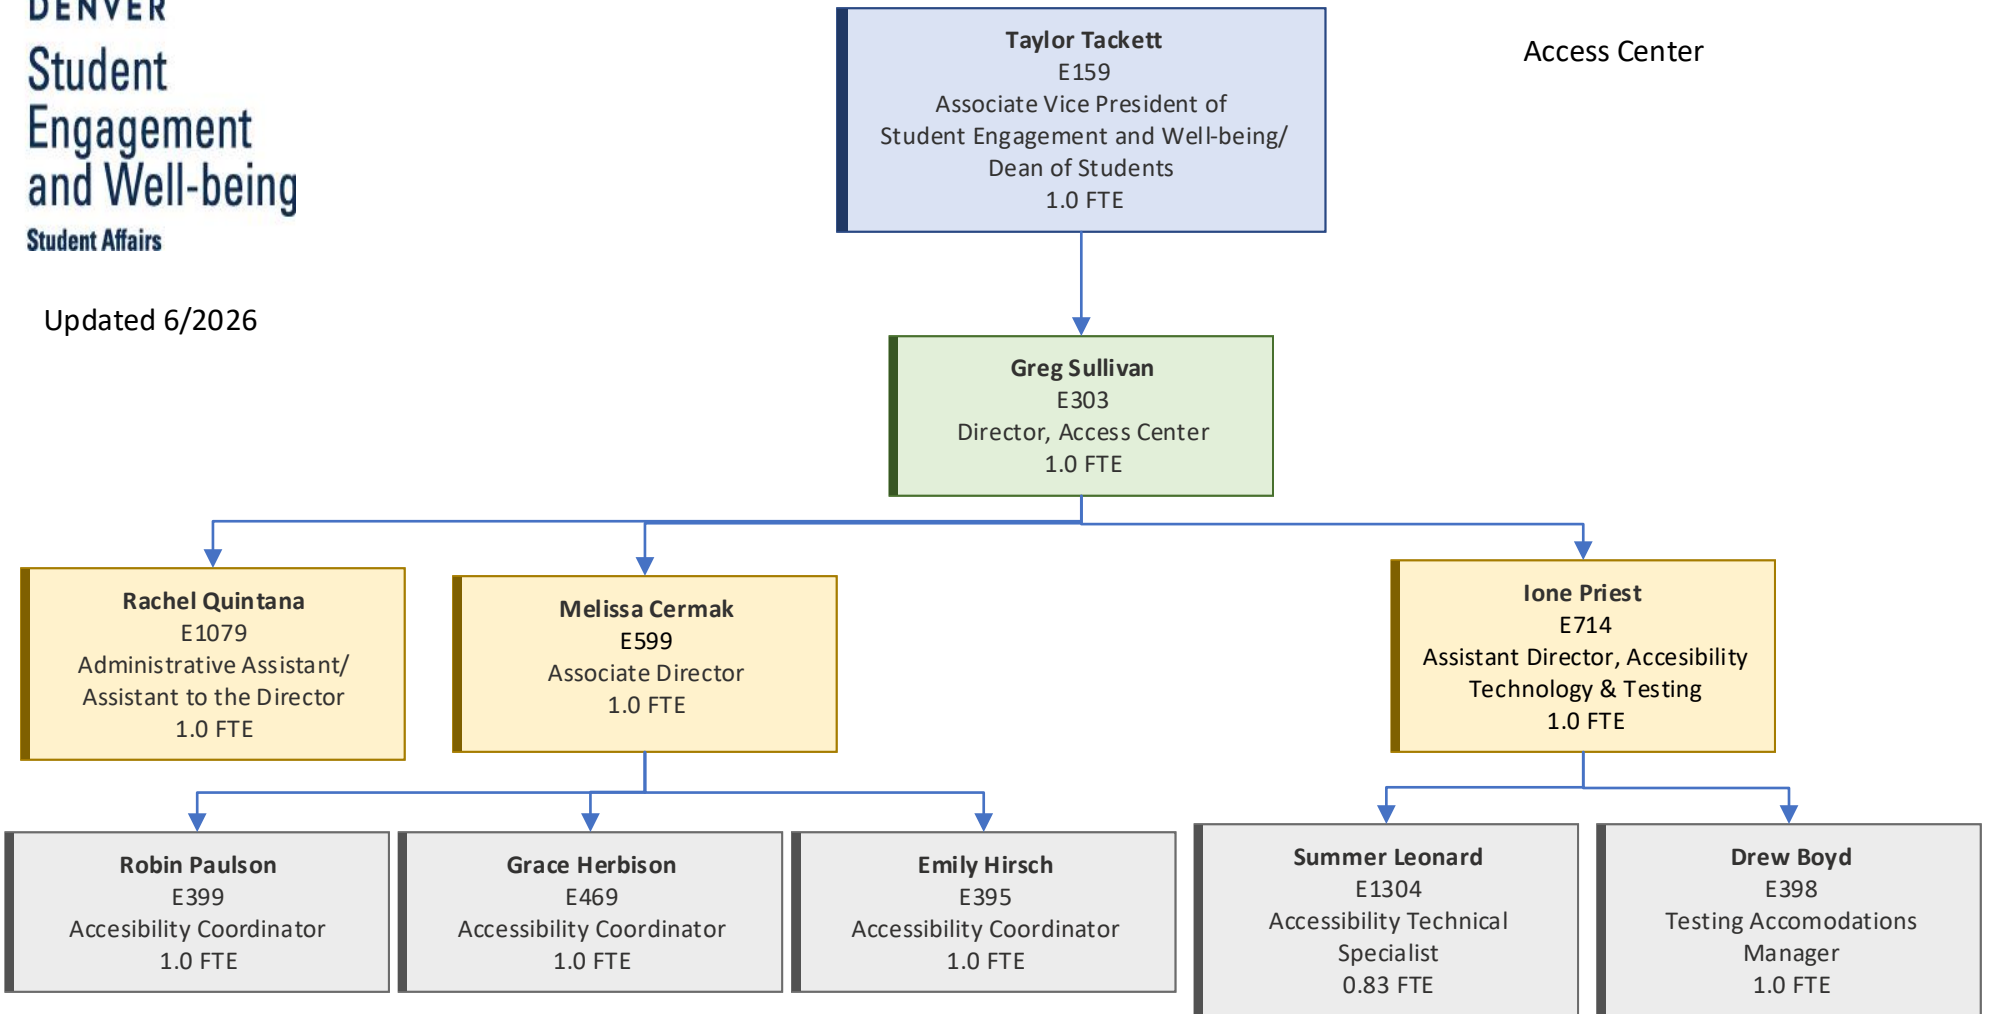 DENVER
Student
Engagement
and Well-being
Student Affairs
Updated 6/2026
Access Center
Taylor Tackett
E159
Associate Vice President of
Student Engagement and Well-being/
Dean of Students
1.0 FTE
Greg Sullivan
E303
Director, Access Center
1.0 FTE
Rachel Quintana
E1079
Administrative Assistant/
Assistant to the Director
1.0 FTE
Melissa Cermak
E599
Associate Director
1.0 FTE
Ione Priest
E714
Assistant Director, Accesibility
Technology & Testing
1.0 FTE
Robin Paulson
E399
Accesibility Coordinator
1.0 FTE
Grace Herbison
E469
Accessibility Coordinator
1.0 FTE
Emily Hirsch
E395
Accessibility Coordinator
1.0 FTE
Summer Leonard
E1304
Accessibility Technical
Specialist
0.83 FTE
Drew Boyd
E398
Testing Accomodations
Manager
1.0 FTE